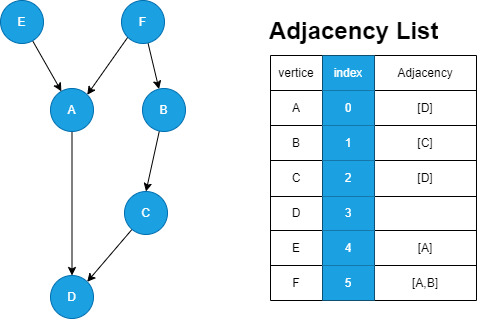 E F
A B
C
D
Adjacency List
vertice index Adjacency
A 0 [D]
B 1 [C]
C 2 [D]
D 3
E 4 [A]
F 5 [A,B]